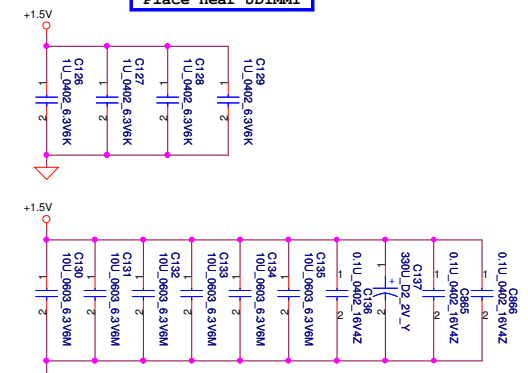 Place near UDIMM1
+1.5V
C126
1U_0402_6.3V6K
1
2
C127
1U_0402_6.3V6K
1
2
C128
1U_0402_6.3V6K
1
2
C129
1U_0402_6.3V6K
1
2
+1.5V
C130
10U_0603_6.3V6M
1
2
C131
10U_0603_6.3V6M
1
2
C132
10U_0603_6.3V6M
1
2
C133
10U_0603_6.3V6M
1
2
C134
10U_0603_6.3V6M
1
2
C135
10U_0603_6.3V6M
1
2
C136
0.1U_0402_16V4Z
1
2
C137
330U_D2_2V_Y
1
+
2
C865
0.1U_0402_16V4Z
1
2
C866
0.1U_0402_16V4Z
1
2